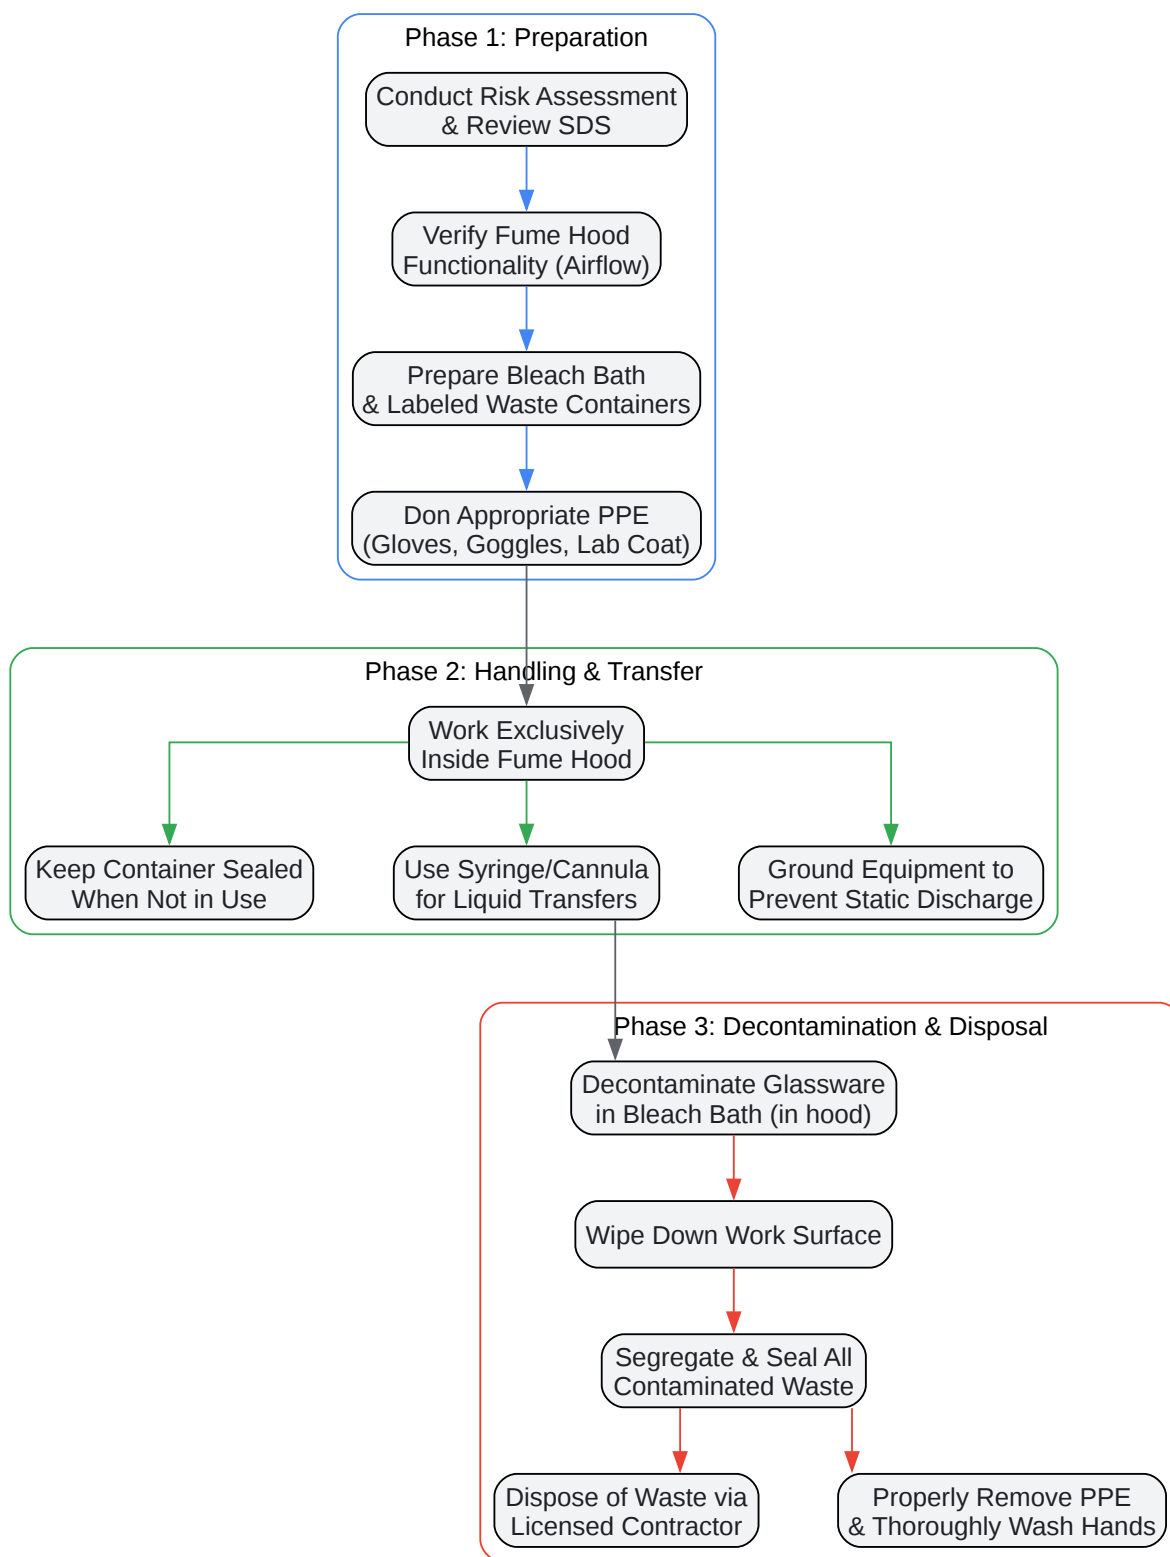 Phase 1: Preparation
Conduct Risk Assessment
& Review SDS
Verify Fume Hood
Functionality (Airflow)
Prepare Bleach Bath
& Labeled Waste Containers
Don Appropriate PPE
(Gloves, Goggles, Lab Coat)
Phase 2: Handling & Transfer
Work Exclusively
Inside Fume Hood
Keep Container Sealed
When Not in Use
Use Syringe/Cannula
for Liquid Transfers
Ground Equipment to
Prevent Static Discharge
Phase 3: Decontamination & Disposal
Decontaminate Glassware
in Bleach Bath (in hood)
Wipe Down Work Surface
Segregate & Seal All
Contaminated Waste
Dispose of Waste via
Licensed Contractor
Properly Remove PPE
& Thoroughly Wash Hands